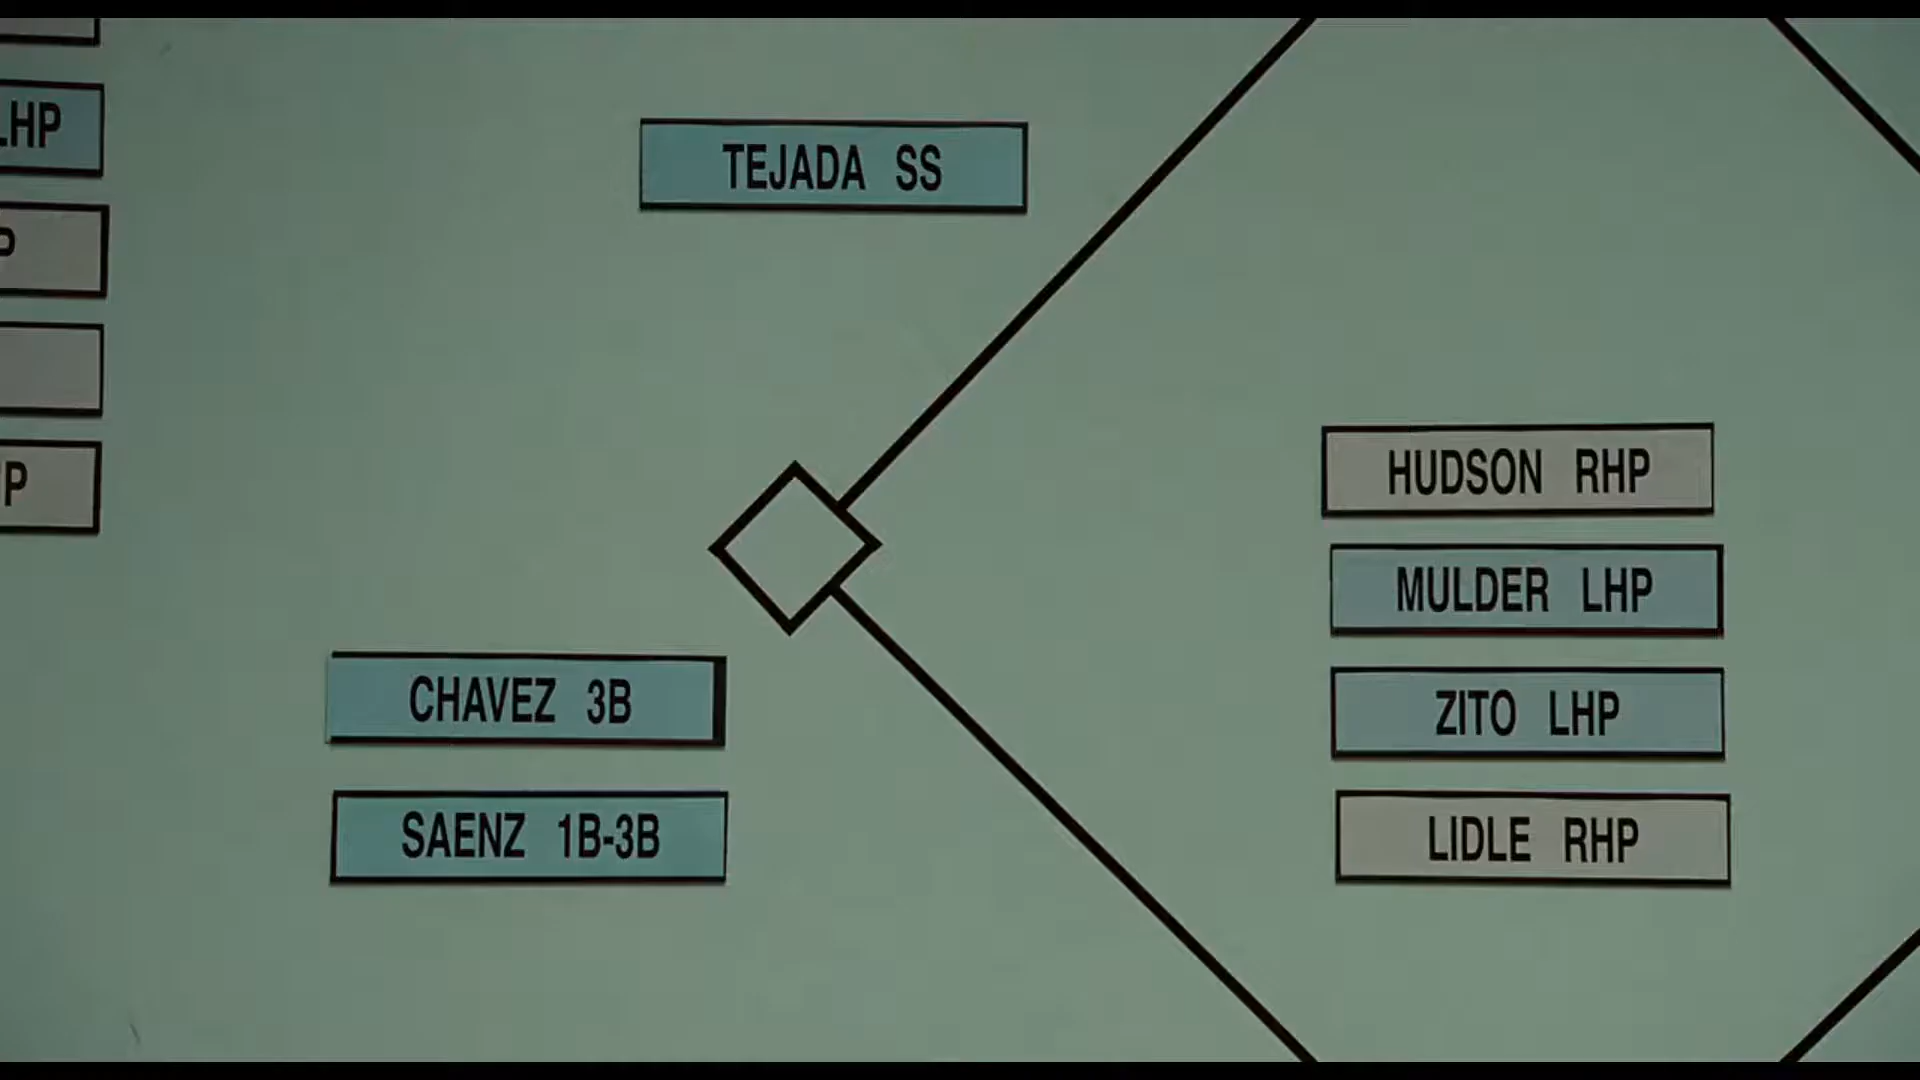 LHP
P
P
TEJADA SS
CHAVEZ 3B
SAENZ 1B-3B
HUDSON RHP
MULDER LHP
ZITO LHP
LIDLE RHP